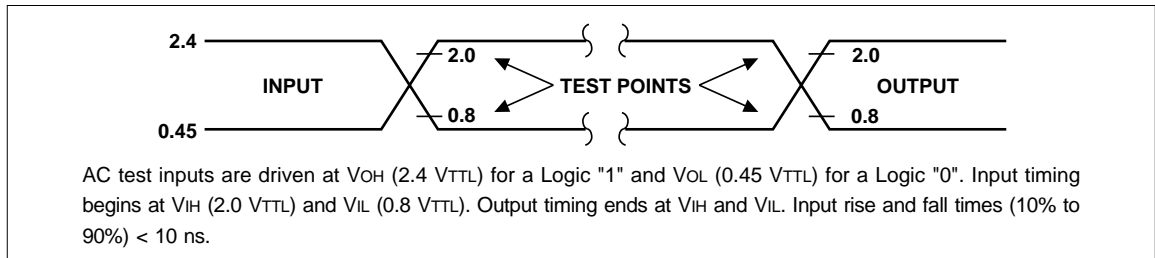 2.4
2.0
2.0
INPUT
TEST POINTS
OUTPUT
0.8
0.8
0.45
AC test inputs are driven at VOH (2.4 VTTL) for a Logic "1" and VOL (0.45 VTTL) for a Logic "0". Input timing
begins at VIH (2.0 VTTL) and VIL (0.8 VTTL). Output timing ends at VIH and VIL. Input rise and fall times (10% to
90%) < 10 ns.